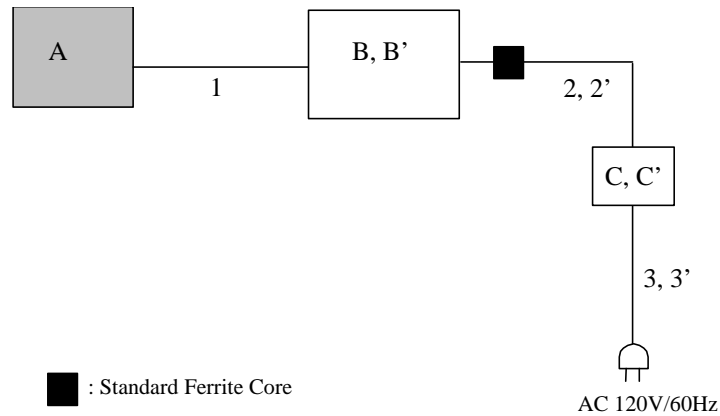 A
B, B’
1
2, 2’
C, C’
3, 3’
: Standard Ferrite Core
AC 120V/60Hz